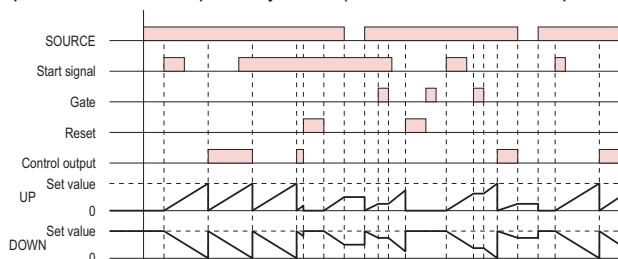 SOURCE
Start signal
Gate
Reset
Control output
UP
Set value
0
DOWN
Set value
0